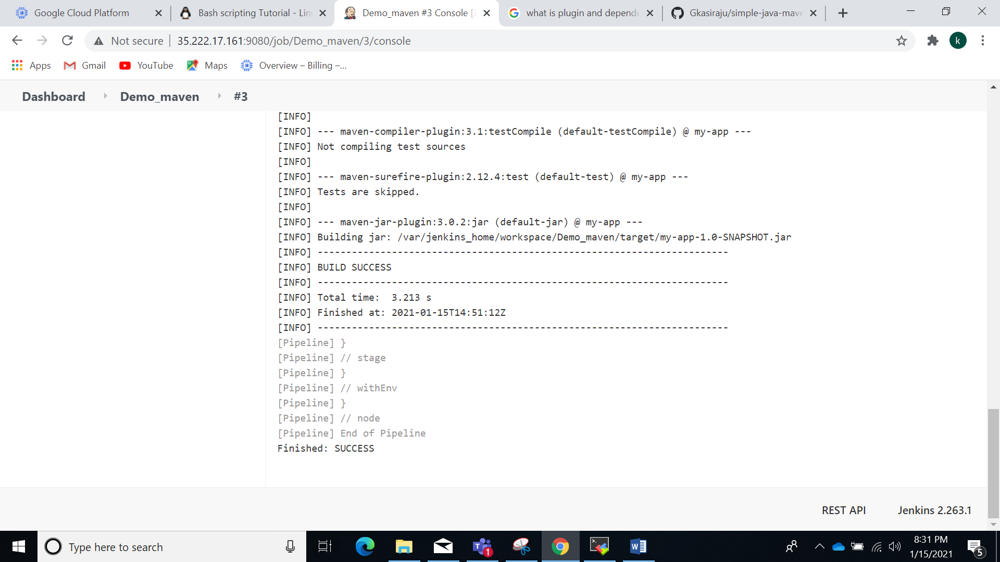 Google Cloud Platform
Bash scripting Tutorial - Lin
Demo_maven #3 Console [J
what is plugin and depende
Gkasiraju/simple-java-mave
Not secure
35.222.17.161:9080/job/Demo_maven/3/console
k
Apps
Gmail
YouTube
Maps
Overview – Billing –...
Dashboard
Demo_maven
#3
[INFO]
[INFO] --- maven-compiler-plugin:3.1:testCompile (default-testCompile) @ my-app ---
[INFO] Not compiling test sources
[INFO]
[INFO] --- maven-surefire-plugin:2.12.4:test (default-test) @ my-app ---
[INFO] Tests are skipped.
[INFO]
[INFO] --- maven-jar-plugin:3.0.2:jar (default-jar) @ my-app ---
[INFO] Building jar: /var/jenkins_home/workspace/Demo_maven/target/my-app-1.0-SNAPSHOT.jar
[INFO] ------------------------------------------------------------------------
[INFO] BUILD SUCCESS
[INFO] ------------------------------------------------------------------------
[INFO] Total time:  3.213 s
[INFO] Finished at: 2021-01-15T14:51:12Z
[INFO] ------------------------------------------------------------------------
[Pipeline] }
[Pipeline] // stage
[Pipeline] }
[Pipeline] // withEnv
[Pipeline] }
[Pipeline] // node
[Pipeline] End of Pipeline
Finished: SUCCESS
REST API
Jenkins 2.263.1
Type here to search
1
8:31 PM
1/15/2021
5